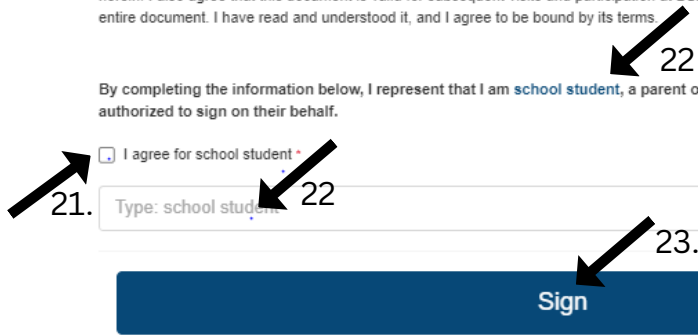 entire document. I have read and understood it, and I agree to be bound by its terms.
22
By completing the information below, I represent that I am school student, a parent o
authorized to sign on their behalf.
I agree for school student *
21.
Type: school student
22
23.
Sign